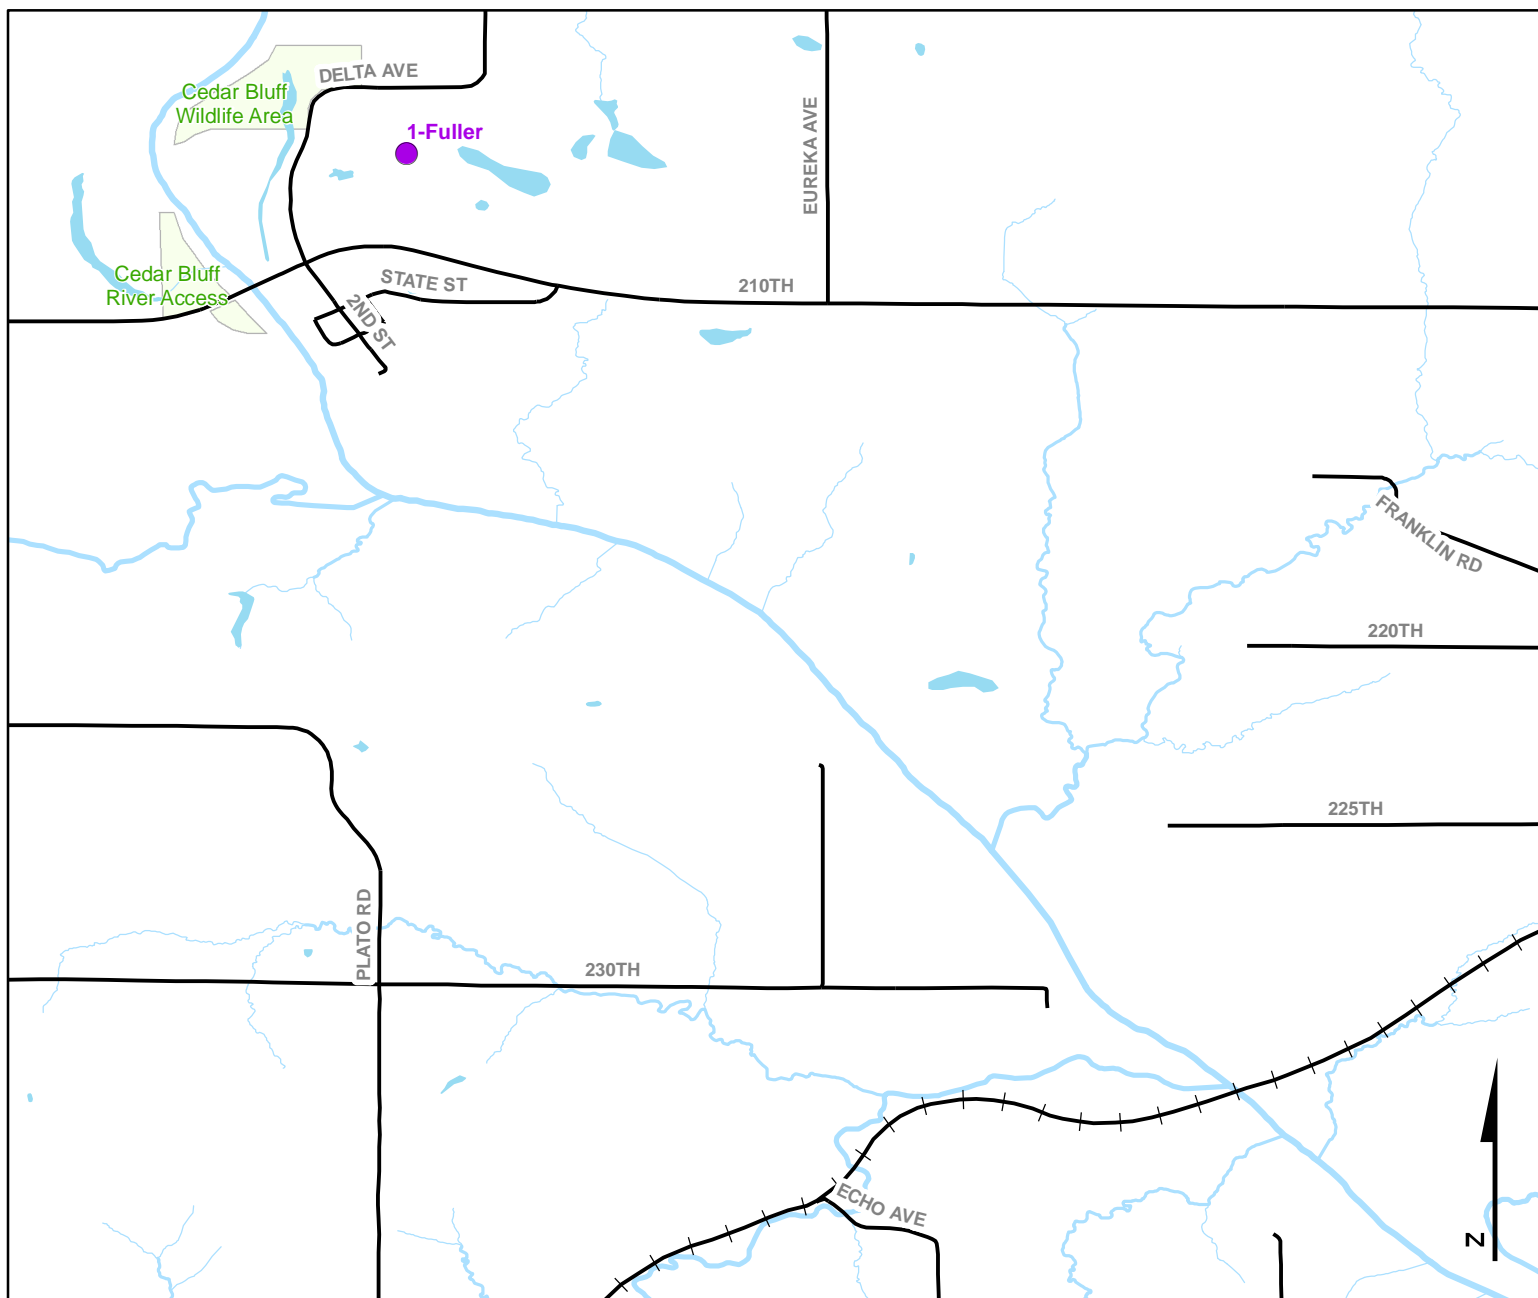 DELTA AVE
Cedar Bluff
Wildlife Area
1-Fuller
EUREKA AVE
Cedar Bluff
River Access
STATE ST
210TH
2ND ST
FRANKLIN RD
220TH
225TH
PLATO RD
230TH
ECHO AVE
N